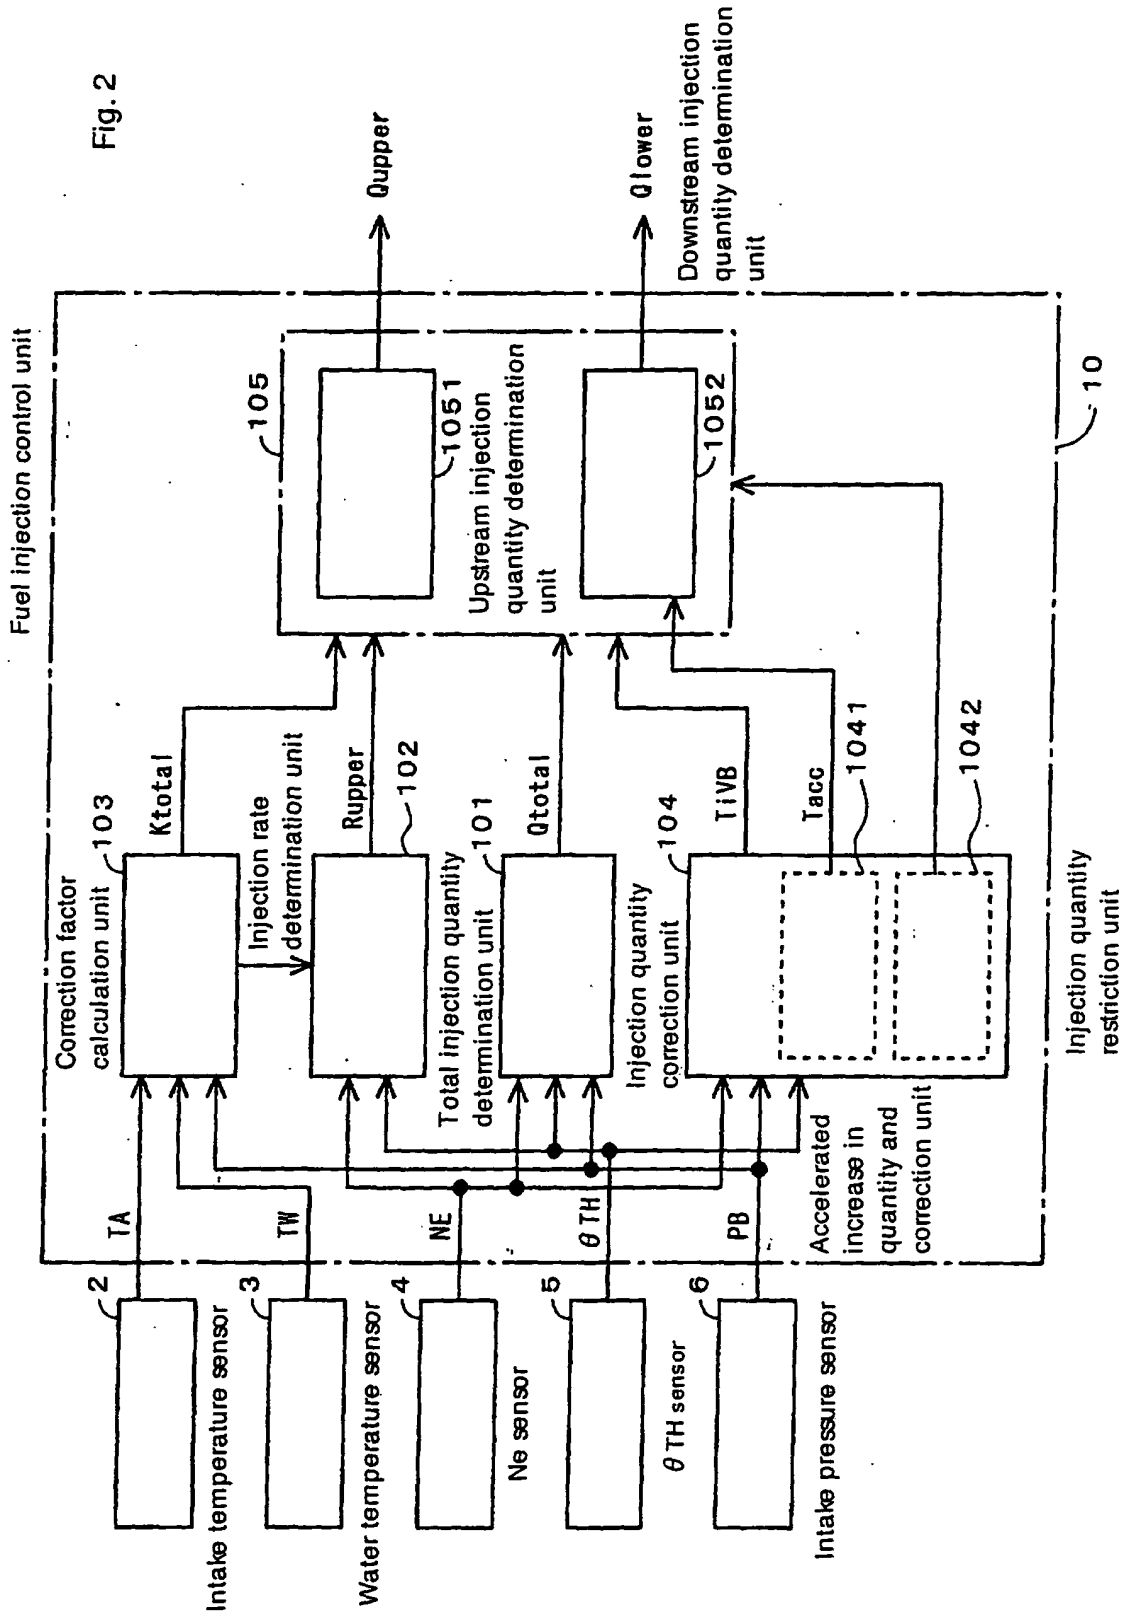 Fig. 2
Fuel injection control unit
Correction factor
calculation unit
103
Ktotal
105
Qupper
1051
Upstream injection
quantity determination
unit
Injection rate
determination unit
Rupper
102
Total injection quantity
determination unit
101
Qtotal
Qlower
1052
Downstream injection
quantity determination
unit
Injection quantity
correction unit
104
TiVB
Tacc
1041
1042
10
Accelerated
increase in
quantity and
correction unit
Injection quantity
restriction unit
2
TA
Intake temperature sensor
3
TW
Water temperature sensor
4
NE
Ne sensor
5
θTH
θTH sensor
6
PB
Intake pressure sensor